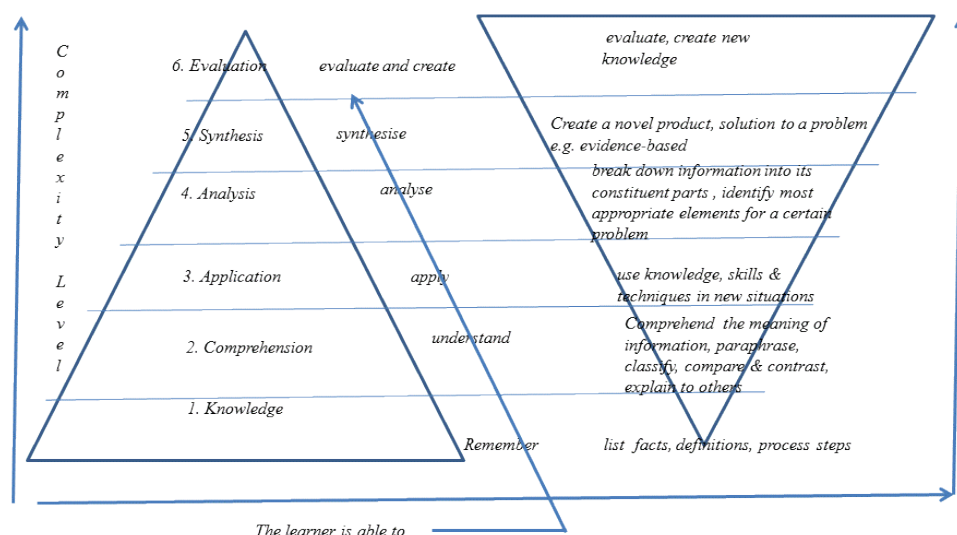 Complexity Level
6. Evaluation
evaluate and create
evaluate, create new
knowledge
5. Synthesis
synthesise
Create a novel product, solution to a problem
e.g. evidence-based
4. Analysis
analyse
break down information into its
constituent parts , identify most
appropriate elements for a certain
problem
3. Application
apply
use knowledge, skills &
techniques in new situations
2. Comprehension
understand
Comprehend the meaning of
information, paraphrase,
classify, compare & contrast,
explain to others
1. Knowledge
Remember
list facts, definitions, process steps
The learner is able to